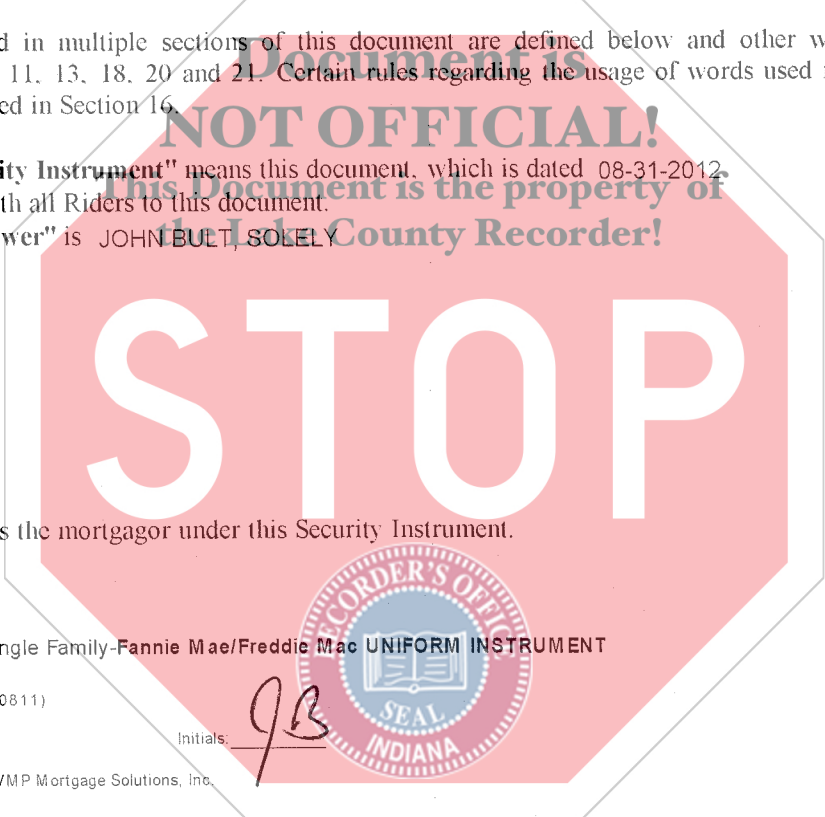 d in multiple sections of this document are defined below and other w
11, 13, 18, 20 and 21. Certain rules regarding the usage of words used
ed in Section 16.
Document is
NOT OFFICIAL!
This Document is the property of
the Lake County Recorder!
ity Instrument" means this document, which is dated 08-31-2012
th all Riders to this document.
wer" is JOHN BULT, SOLELY
STOP
s the mortgagor under this Security Instrument.
RECORDER'S OFFIC
SEAL
INDIANA
ngle Family-Fannie Mae/Freddie Mac UNIFORM INSTRUMENT
0811)
Initials: JB
VMP Mortgage Solutions, Inc.